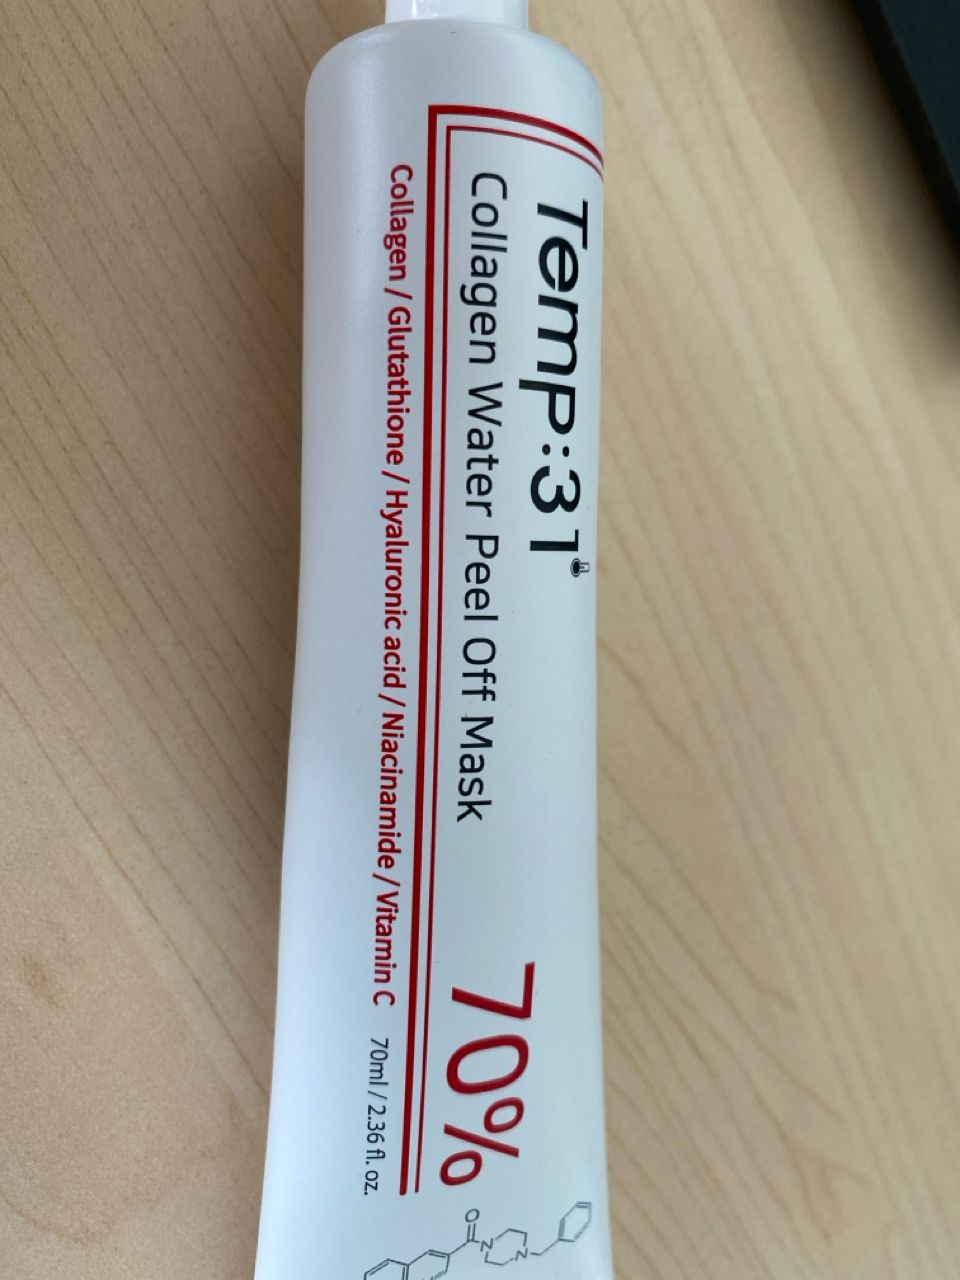 Temp:31
Collagen Water Peel Off Mask 70%
Collagen / Glutathione / Hyaluronic acid / Niacinamide / Vitamin C 70ml / 2.36 fl. oz.
O
N
N